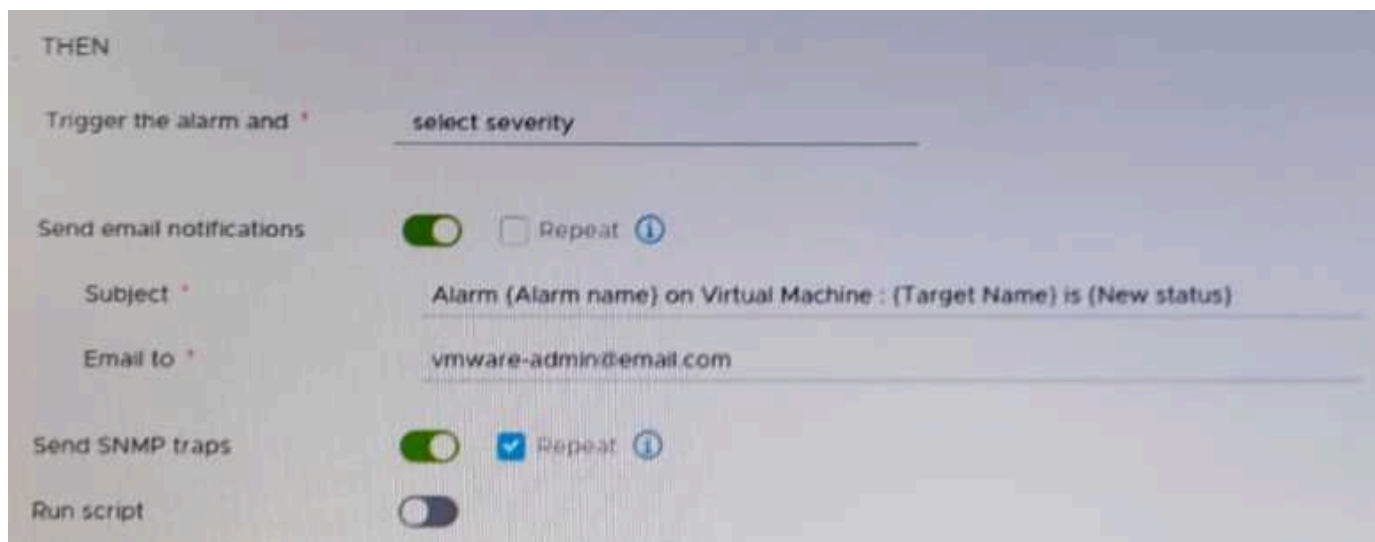 THEN
Trigger the alarm and * select severity
Send email notifications Repeat
Subject * Alarm (Alarm name) on Virtual Machine : (Target Name) is (New status)
Email to * vmware-admin@email.com
Send SNMP traps Repeat
Run script